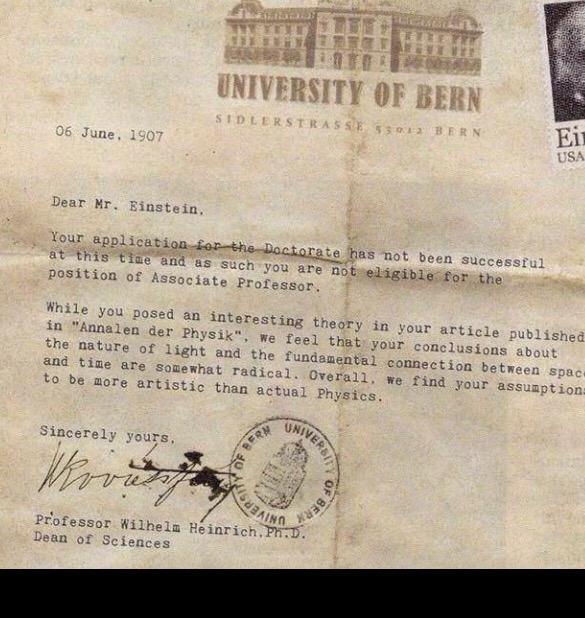 UNIVERSITY OF BERN
SIDLERSTRASSE 53012 BERN
Ei
USA
06 June, 1907
Dear Mr. Einstein,
Your application for the Doctorate has not been successful
at this time and as such you are not eligible for the
position of Associate Professor.
While you posed an interesting theory in your article published
in "Annalen der Physik", we feel that your conclusions about
the nature of light and the fundamental connection between space
and time are somewhat radical. Overall, we find your assumptions
to be more artistic than actual Physics.
Sincerely yours,
UNIVERSITY OF BERN UNIVERSITY OF BERN
Professor Wilhelm Heinrich,Ph.D.
Dean of Sciences